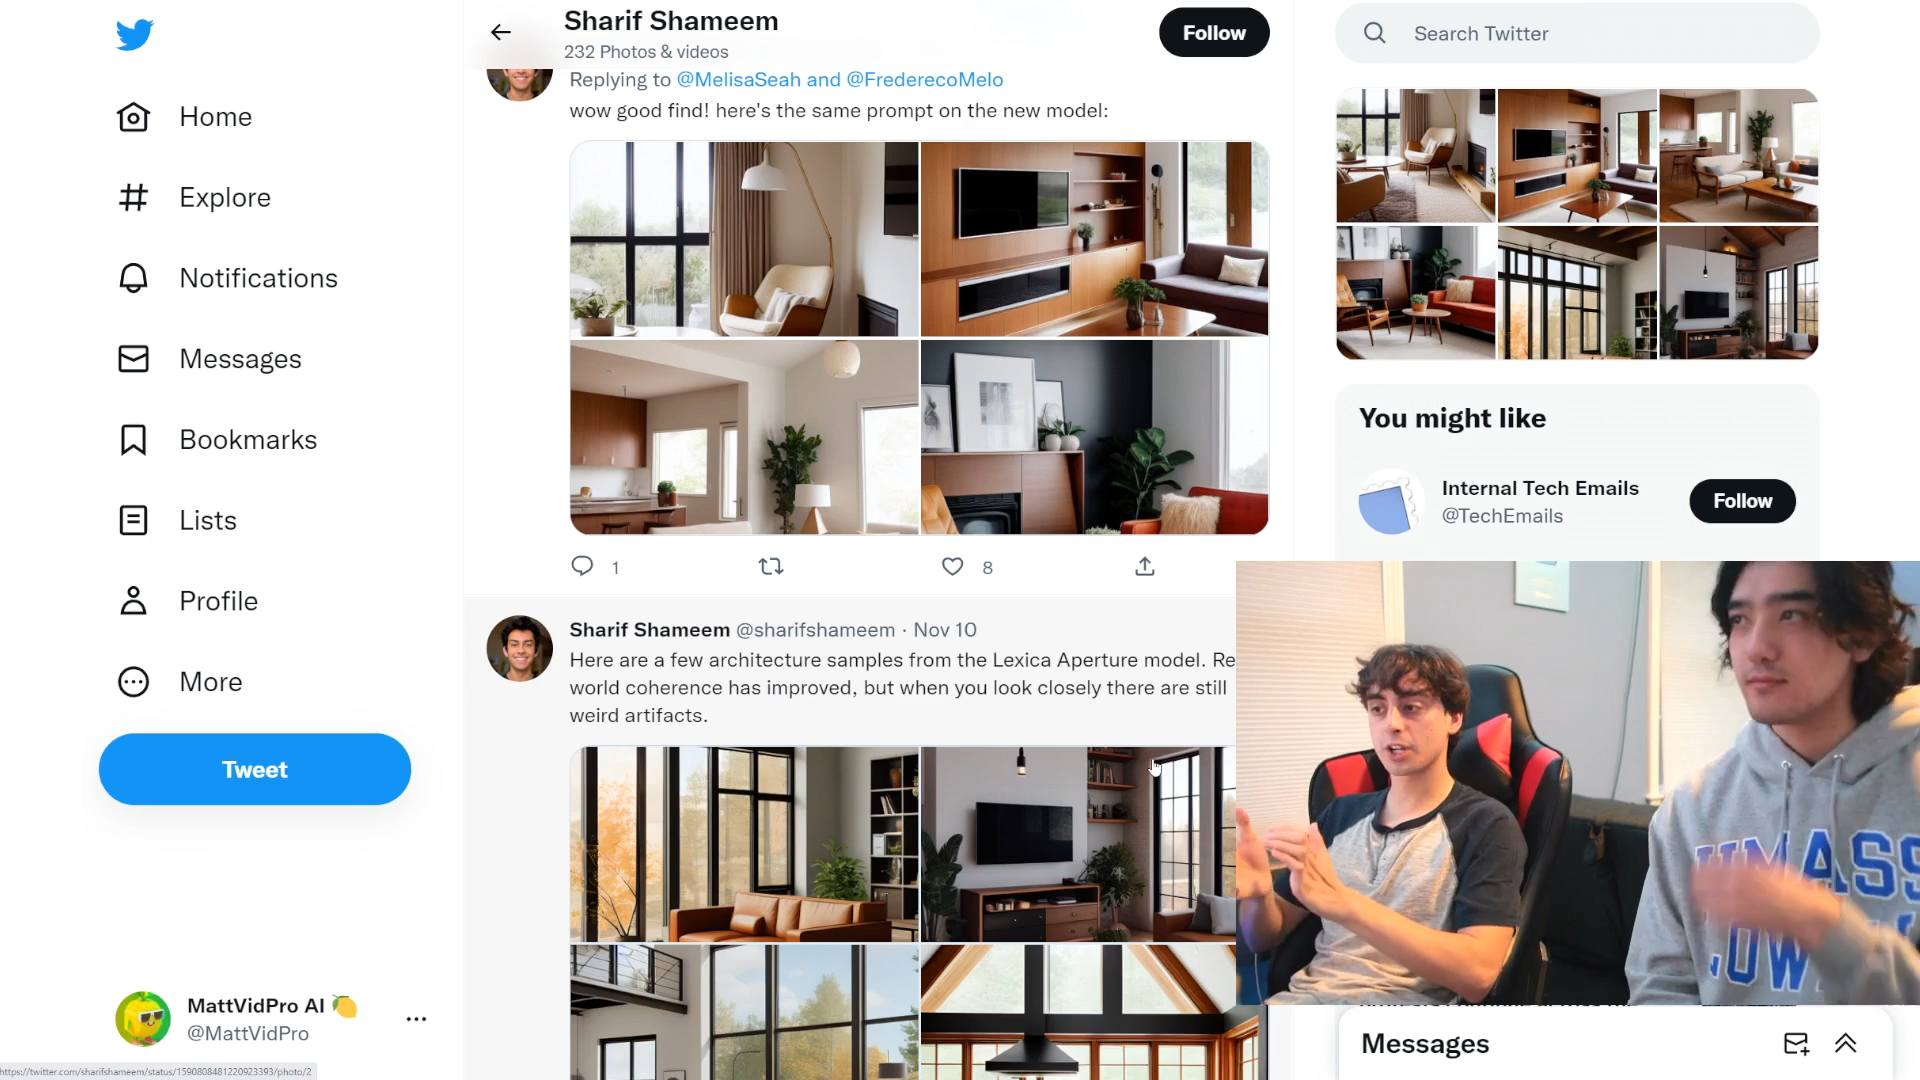 Sharif Shameem
232 Photos & videos
Follow
Search Twitter
Home
Explore
Notifications
Messages
Bookmarks
Lists
Profile
More
Tweet
MattVidPro AI
@MattVidPro
https://twitter.com/sharifshameem/status/1590808481220923393/photo/2
Replying to @MelisaSeah and @FrederecoMelo
wow good find! here's the same prompt on the new model:
1
8
Sharif Shameem @sharifshameem · Nov 10
Here are a few architecture samples from the Lexica Aperture model. Re
world coherence has improved, but when you look closely there are still
weird artifacts.
You might like
Internal Tech Emails
@TechEmails
Follow
UMASS
LOW
Messages